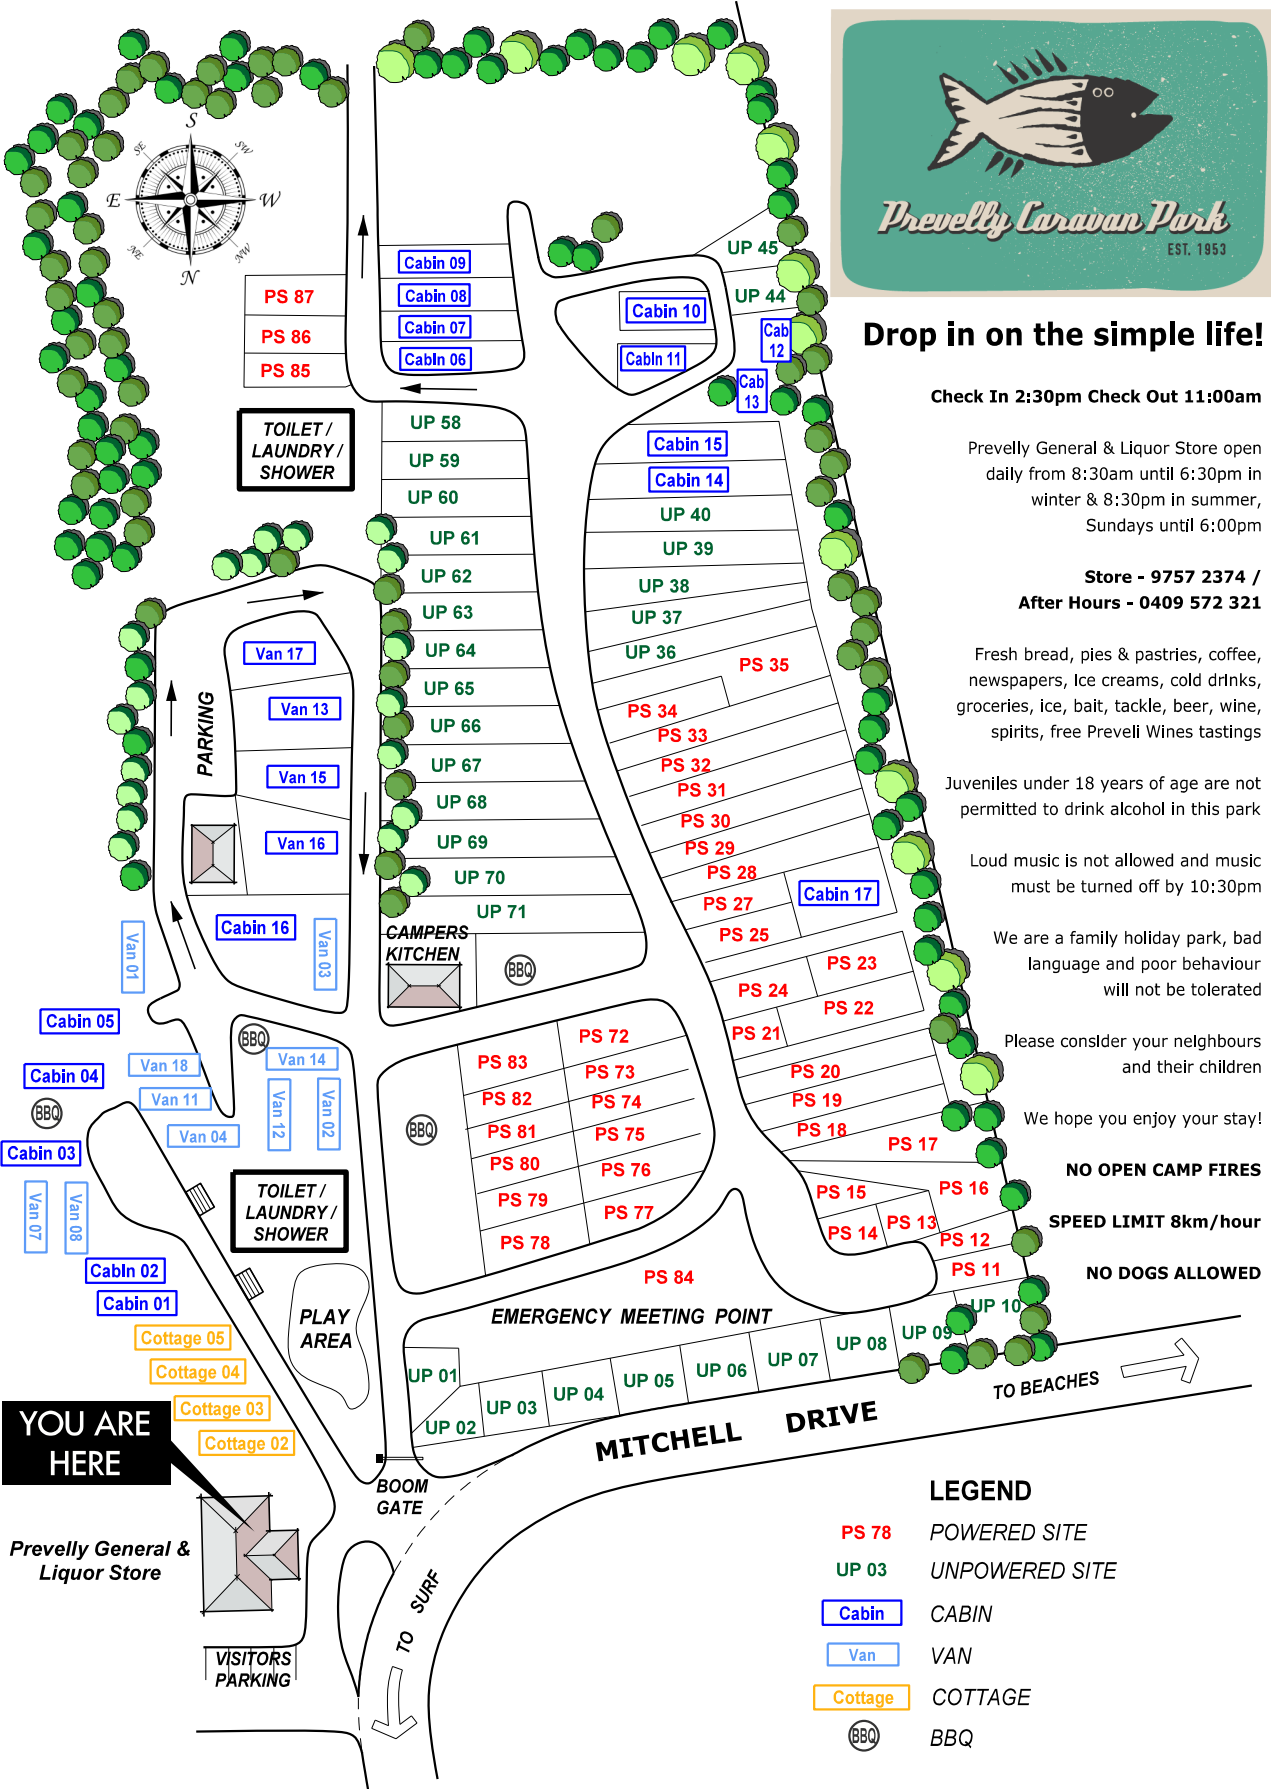 Prevelly Caravan Park
EST. 1953
Drop in on the simple life!
Check In 2:30pm Check Out 11:00am
Prevelly General & Liquor Store open
daily from 8:30am until 6:30pm in
winter & 8:30pm in summer,
Sundays until 6:00pm
Store - 9757 2374 /
After Hours - 0409 572 321
Fresh bread, pies & pastries, coffee,
newspapers, ice creams, cold drinks,
groceries, ice, bait, tackle, beer, wine,
spirits, free Preveli Wines tastings
Juveniles under 18 years of age are not
permitted to drink alcohol in this park
Loud music is not allowed and music
must be turned off by 10:30pm
We are a family holiday park, bad
language and poor behaviour
will not be tolerated
Please consider your neighbours
and their children
We hope you enjoy your stay!
NO OPEN CAMP FIRES
SPEED LIMIT 8km/hour
NO DOGS ALLOWED
S
SE
SW
E
W
NE
NW
N
PS 87
PS 86
PS 85
Cabin 09
Cabin 08
Cabin 07
Cabin 06
UP 45
UP 44
Cabin 10
Cabin 11
Cab
12
Cab
13
TOILET /
LAUNDRY /
SHOWER
UP 58
UP 59
UP 60
UP 61
UP 62
UP 63
UP 64
UP 65
UP 66
UP 67
UP 68
UP 69
UP 70
UP 71
Cabin 15
Cabin 14
UP 40
UP 39
UP 38
UP 37
UP 36
PS 35
PS 34
PS 33
PS 32
PS 31
PS 30
PS 29
PS 28
PS 27
Cabin 17
PS 25
PS 23
PS 24
PS 22
PS 21
PS 20
PS 19
PS 18
PS 17
PS 16
PS 15
PS 14
PS 13
PS 12
PS 11
Van 17
Van 13
Van 15
Van 16
PARKING
Cabin 16
Van 03
Van 01
CAMPERS
KITCHEN
BBQ
Cabin 05
Cabin 04
BBQ
Cabin 03
Van 18
Van 11
Van 04
BBQ
Van 14
Van 12
Van 02
Van 07
Van 08
Cabin 02
Cabin 01
Cottage 05
Cottage 04
Cottage 03
Cottage 02
TOILET /
LAUNDRY /
SHOWER
PLAY
AREA
BBQ
PS 83
PS 82
PS 81
PS 80
PS 79
PS 78
PS 72
PS 73
PS 74
PS 75
PS 76
PS 77
PS 84
EMERGENCY MEETING POINT
UP 01
UP 02
UP 03
UP 04
UP 05
UP 06
UP 07
UP 08
UP 09
UP 10
YOU ARE
HERE
Prevelly General &
Liquor Store
VISITORS
PARKING
BOOM
GATE
MITCHELL DRIVE
TO BEACHES
TO SURF
LEGEND
PS 78 POWERED SITE
UP 03 UNPOWERED SITE
Cabin CABIN
Van VAN
Cottage COTTAGE
BBQ BBQ